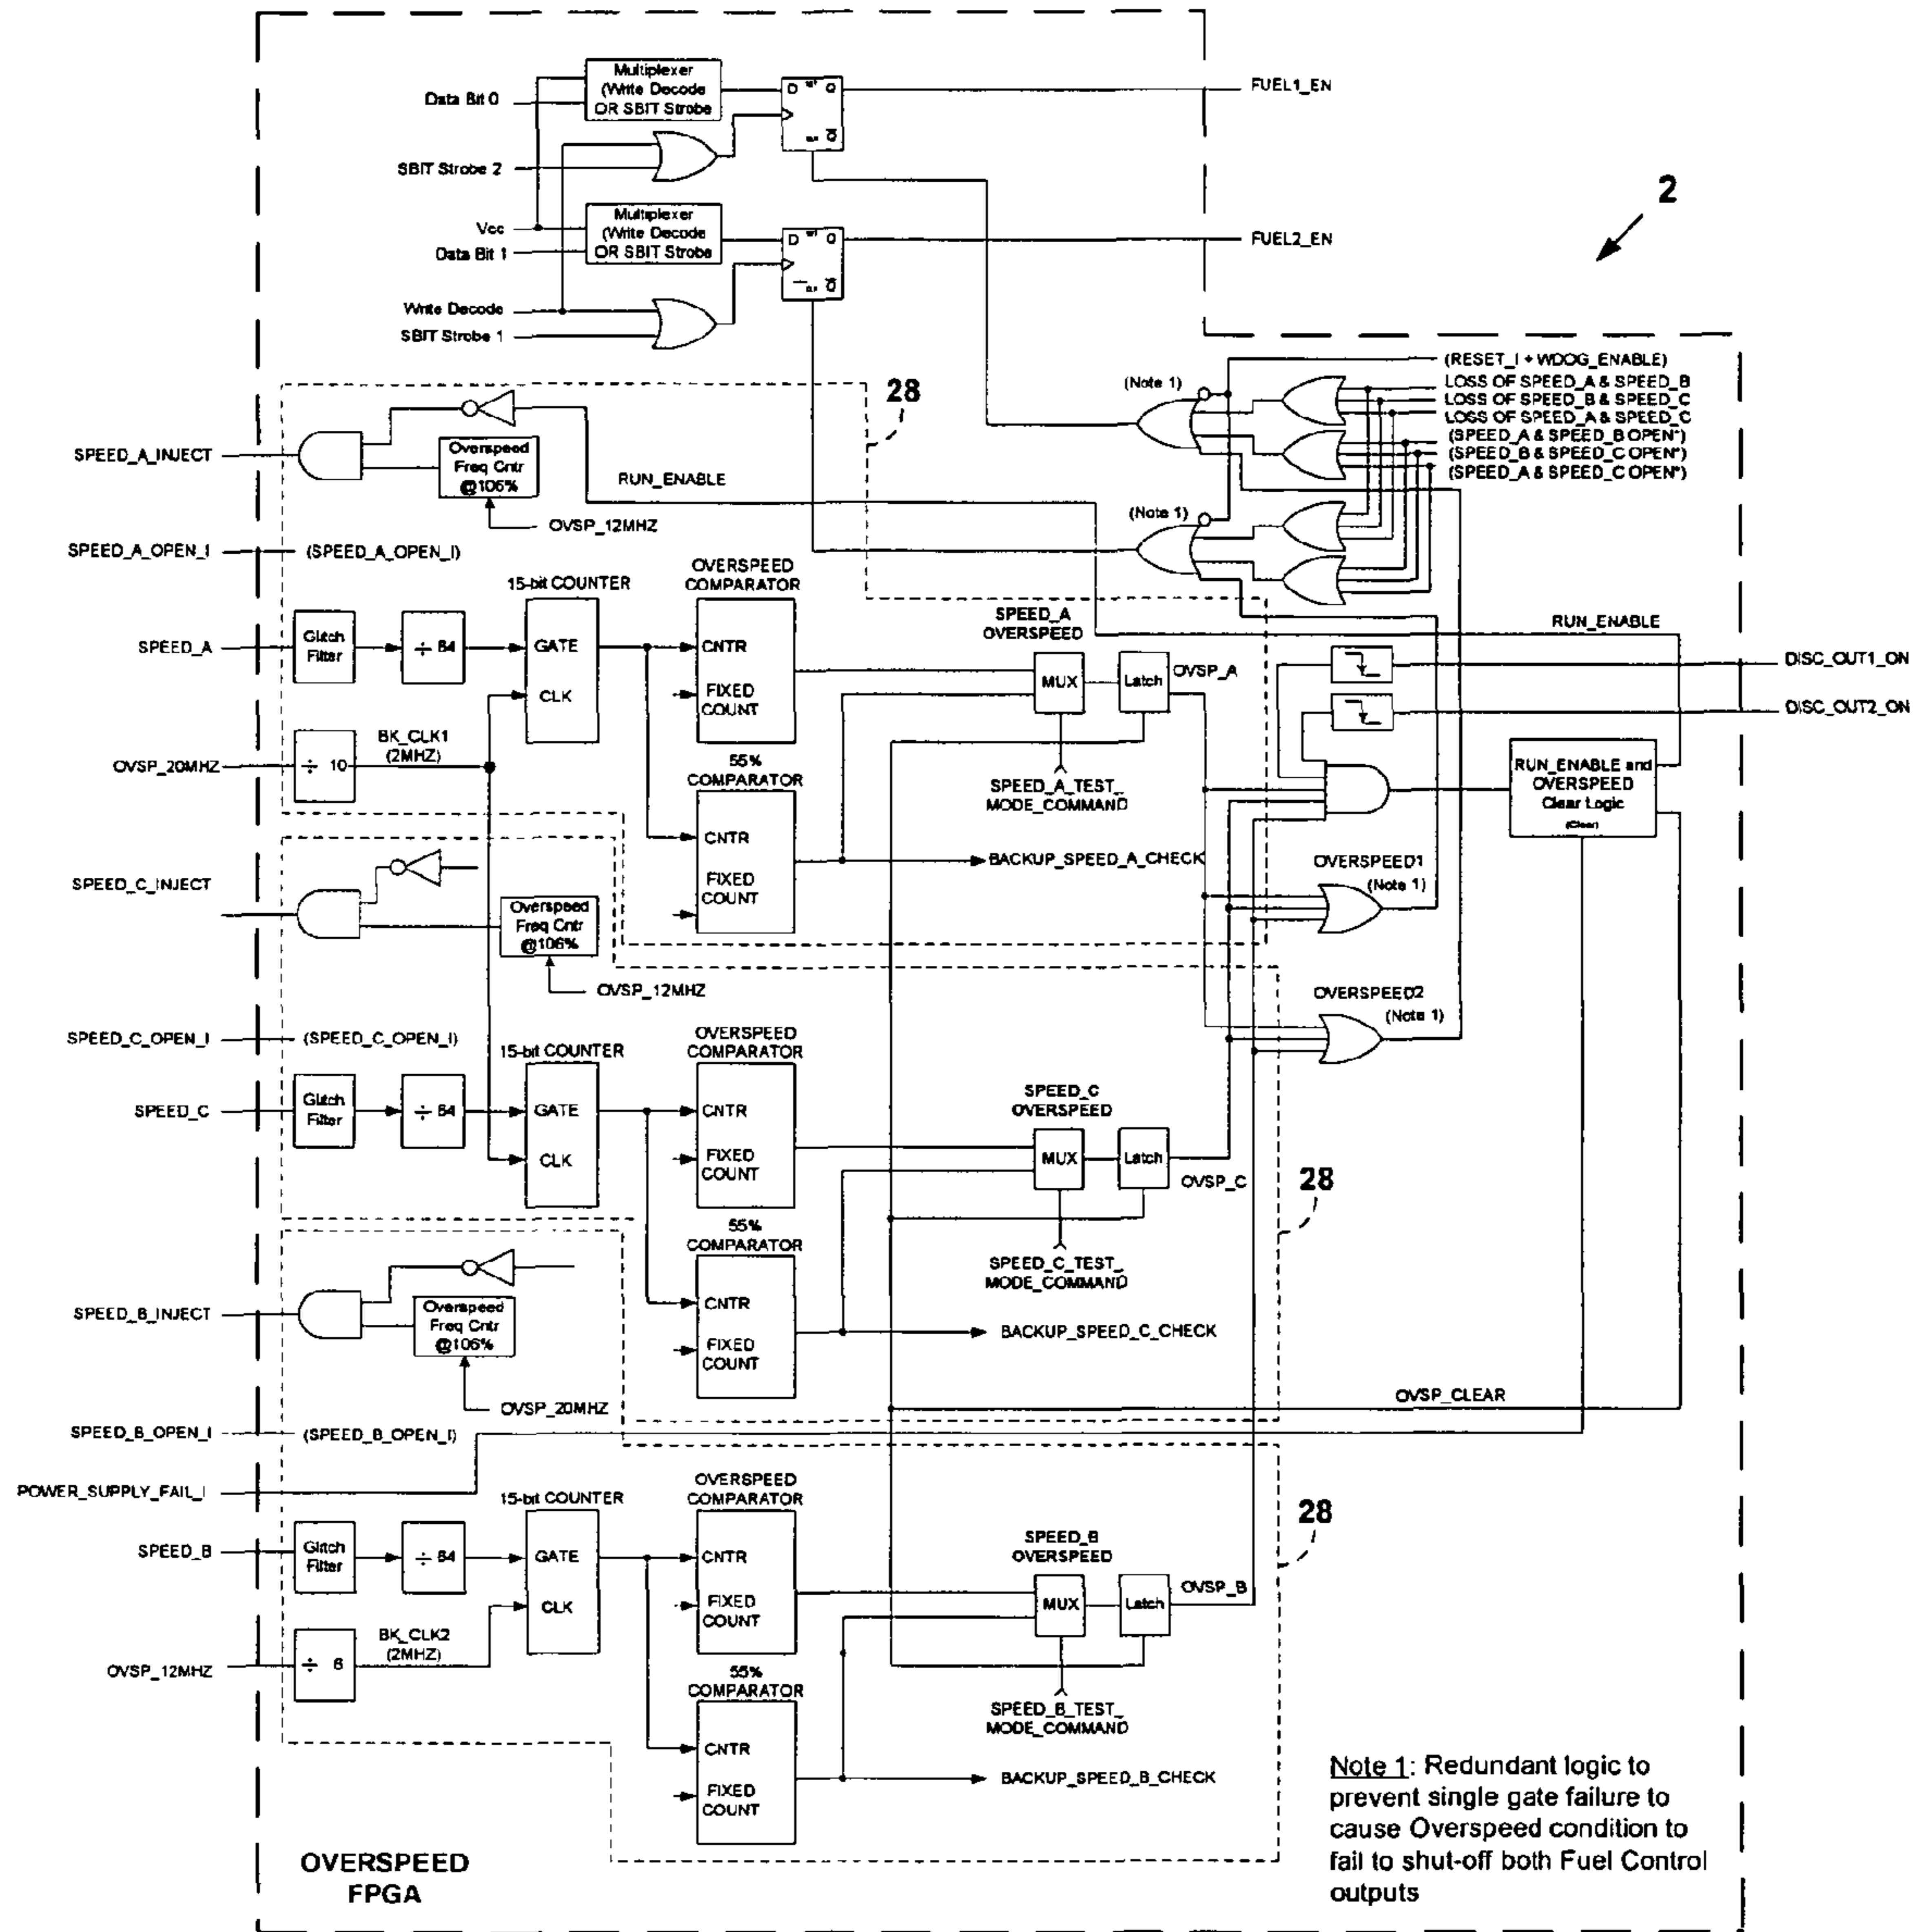 Data Bit 0
Multiplexer
(Write Decode
OR SBIT Strobe
D
Q
Q
FUEL1_EN
SBIT Strobe 2
Vcc
Data Bit 1
Multiplexer
(Write Decode
OR SBIT Strobe
D
Q
Q
FUEL2_EN
Write Decode
SBIT Strobe 1
2
(RESET_I + WDOG_ENABLE)
LOSS OF SPEED_A & SPEED_B
LOSS OF SPEED_B & SPEED_C
LOSS OF SPEED_A & SPEED_C
(SPEED_A & SPEED_B OPEN*)
(SPEED_B & SPEED_C OPEN*)
(SPEED_A & SPEED_C OPEN*)
(Note 1)
(Note 1)
28
SPEED_A_INJECT
Overspeed
Freq Cntr
@106%
OVSP_12MHZ
RUN_ENABLE
SPEED_A_OPEN_I
(SPEED_A_OPEN_I)
SPEED_A
Glitch
Filter
÷ 64
15-bit COUNTER
GATE
CLK
OVERSPEED
COMPARATOR
CNTR
FIXED
COUNT
SPEED_A
OVERSPEED
MUX
Latch
OVSP_A
RUN_ENABLE
DISC_OUT1_ON
DISC_OUT2_ON
OVSP_20MHZ
÷ 10
BK_CLK1
(2MHZ)
55%
COMPARATOR
CNTR
FIXED
COUNT
SPEED_A_TEST_
MODE_COMMAND
BACKUP_SPEED_A_CHECK
RUN_ENABLE and
OVERSPEED
Clear Logic
(Clear)
OVERSPEED1
(Note 1)
OVERSPEED2
(Note 1)
SPEED_C_INJECT
Overspeed
Freq Cntr
@106%
OVSP_12MHZ
SPEED_C_OPEN_I
(SPEED_C_OPEN_I)
SPEED_C
Glitch
Filter
÷ 64
15-bit COUNTER
GATE
CLK
OVERSPEED
COMPARATOR
CNTR
FIXED
COUNT
SPEED_C
OVERSPEED
MUX
Latch
OVSP_C
28
55%
COMPARATOR
CNTR
FIXED
COUNT
SPEED_C_TEST_
MODE_COMMAND
BACKUP_SPEED_C_CHECK
SPEED_B_INJECT
Overspeed
Freq Cntr
@106%
OVSP_20MHZ
OVSP_CLEAR
SPEED_B_OPEN_I
(SPEED_B_OPEN_I)
POWER_SUPPLY_FAIL_I
SPEED_B
Glitch
Filter
÷ 64
15-bit COUNTER
GATE
CLK
OVERSPEED
COMPARATOR
CNTR
FIXED
COUNT
SPEED_B
OVERSPEED
MUX
Latch
OVSP_B
28
OVSP_12MHZ
÷ 6
BK_CLK2
(2MHZ)
55%
COMPARATOR
CNTR
FIXED
COUNT
SPEED_B_TEST_
MODE_COMMAND
BACKUP_SPEED_B_CHECK
OVERSPEED
FPGA
Note 1: Redundant logic to
prevent single gate failure to
cause Overspeed condition to
fail to shut-off both Fuel Control
outputs